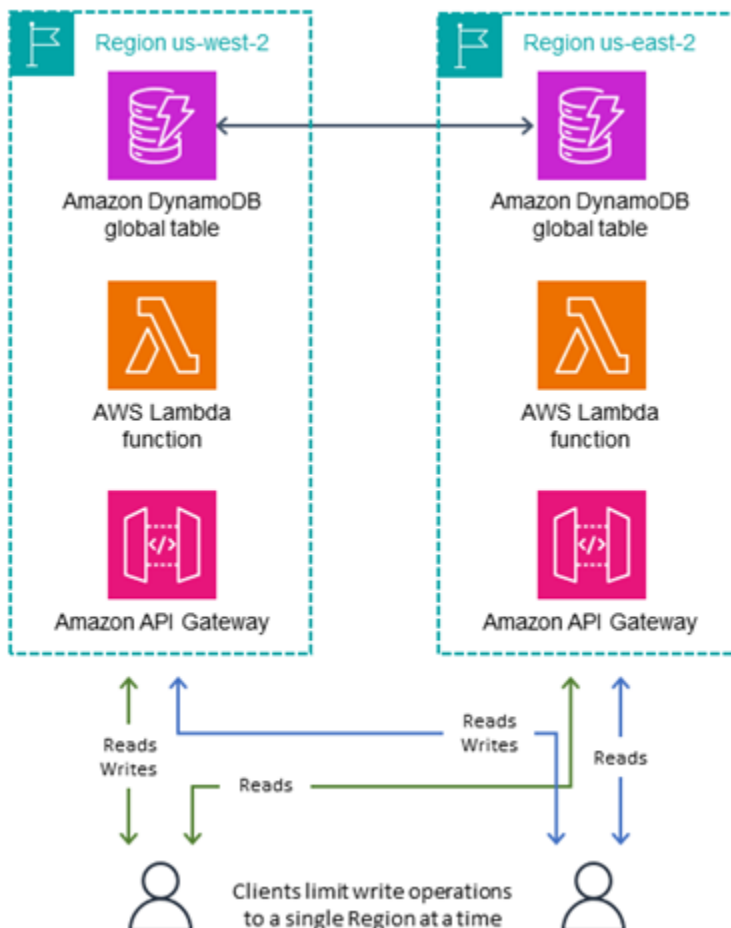 Region us-west-2
Region us-east-2
Amazon DynamoDB
global table
Amazon DynamoDB
global table
AWS Lambda
function
AWS Lambda
function
</>
Amazon API Gateway
</>
Amazon API Gateway
Reads
Writes
Reads
Writes
Reads
Reads
Clients limit write operations
to a single Region at a time